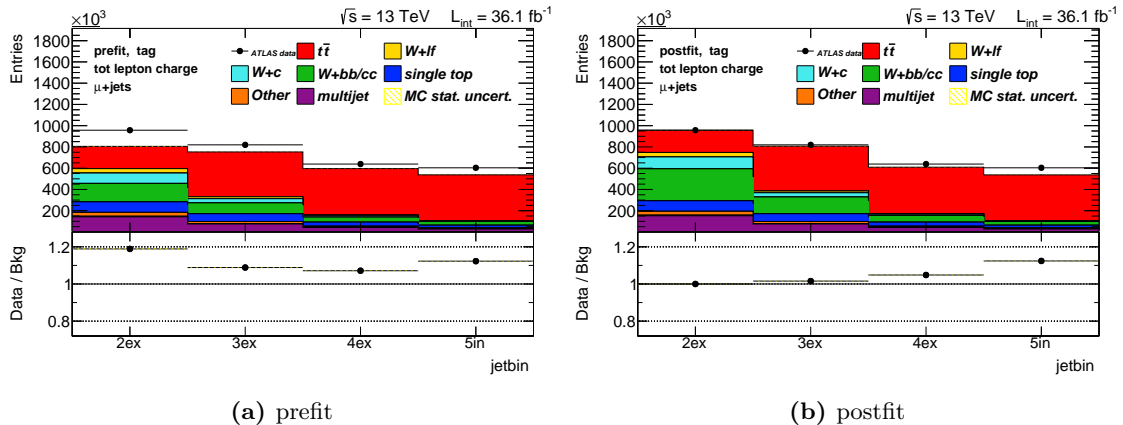 ×10³ √s = 13 TeV L_int = 36.1 fb⁻¹
Entries
1800
1600
1400
1200
1000
800
600
400
200
prefit, tag
tot lepton charge
μ+jets
ATLAS data tt̄ W+lf
W+c W+bb/cc single top
Other multijet MC stat. uncert.
Data / Bkg
1.2
1
0.8
2ex 3ex 4ex 5in
jetbin
(a) prefit
×10³ √s = 13 TeV L_int = 36.1 fb⁻¹
Entries
1800
1600
1400
1200
1000
800
600
400
200
postfit, tag
tot lepton charge
μ+jets
ATLAS data tt̄ W+lf
W+c W+bb/cc single top
Other multijet MC stat. uncert.
Data / Bkg
1.2
1
0.8
2ex 3ex 4ex 5in
jetbin
(b) postfit